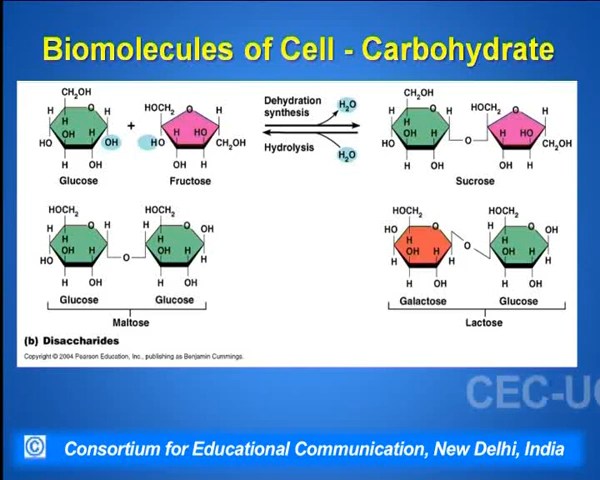 Biomolecules of Cell - Carbohydrate
CH2OH
H O H
H
OH H
HO OH
H OH
Glucose
+
HOCH2 O H
H HO
HO CH2OH
OH H
Fructose
Dehydration
synthesis
H2O
Hydrolysis
H2O
CH2OH
H O H
H
OH H
HO
H OH
O
HOCH2 O H
H HO
CH2OH
OH H
Sucrose
HOCH2
H O H
H
OH H
HO
H OH
Glucose
O
HOCH2
H O OH
H
OH H
H
H OH
Glucose
Maltose
HOCH2
HO O
H
OH H
H H
H OH
Galactose
O
HOCH2
H O OH
H
OH H
H
H OH
Glucose
Lactose
(b) Disaccharides
Copyright © 2004 Pearson Education, Inc., publishing as Benjamin Cummings.
CEC-U
© Consortium for Educational Communication, New Delhi, India